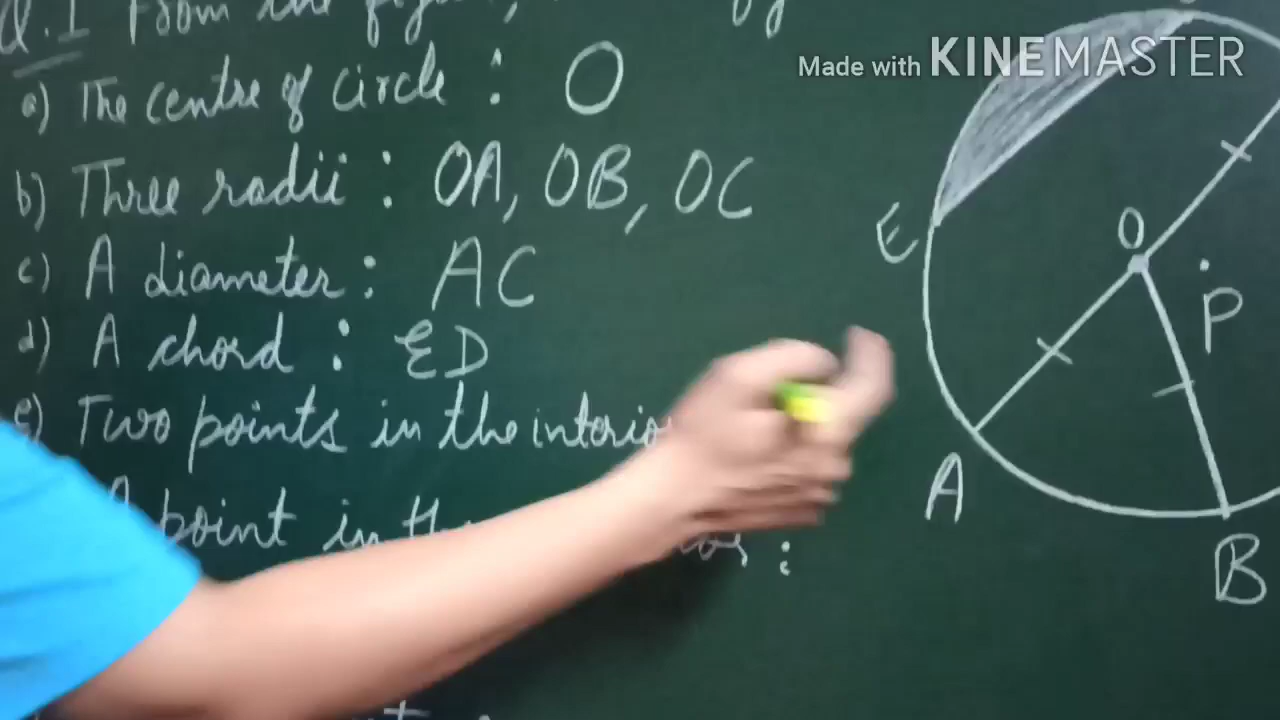 Q.1 From the
Made with KINEMASTER
a) The centre of circle : O
b) Three radii : OA, OB, OC
c) A diameter : AC
d) A chord : ED
e) Two points in the interio
A point in th
:
E
O
P
A
B